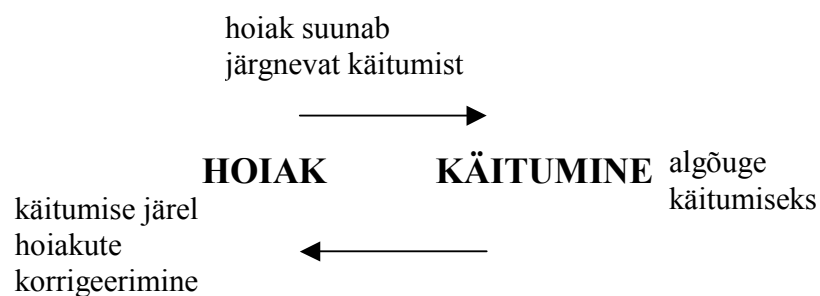 hoiak suunab
järgnevat käitumist
HOIAK KÄITUMINE
algõuge
käitumiseks
käitumise järel
hoiakute
korrigeerimine